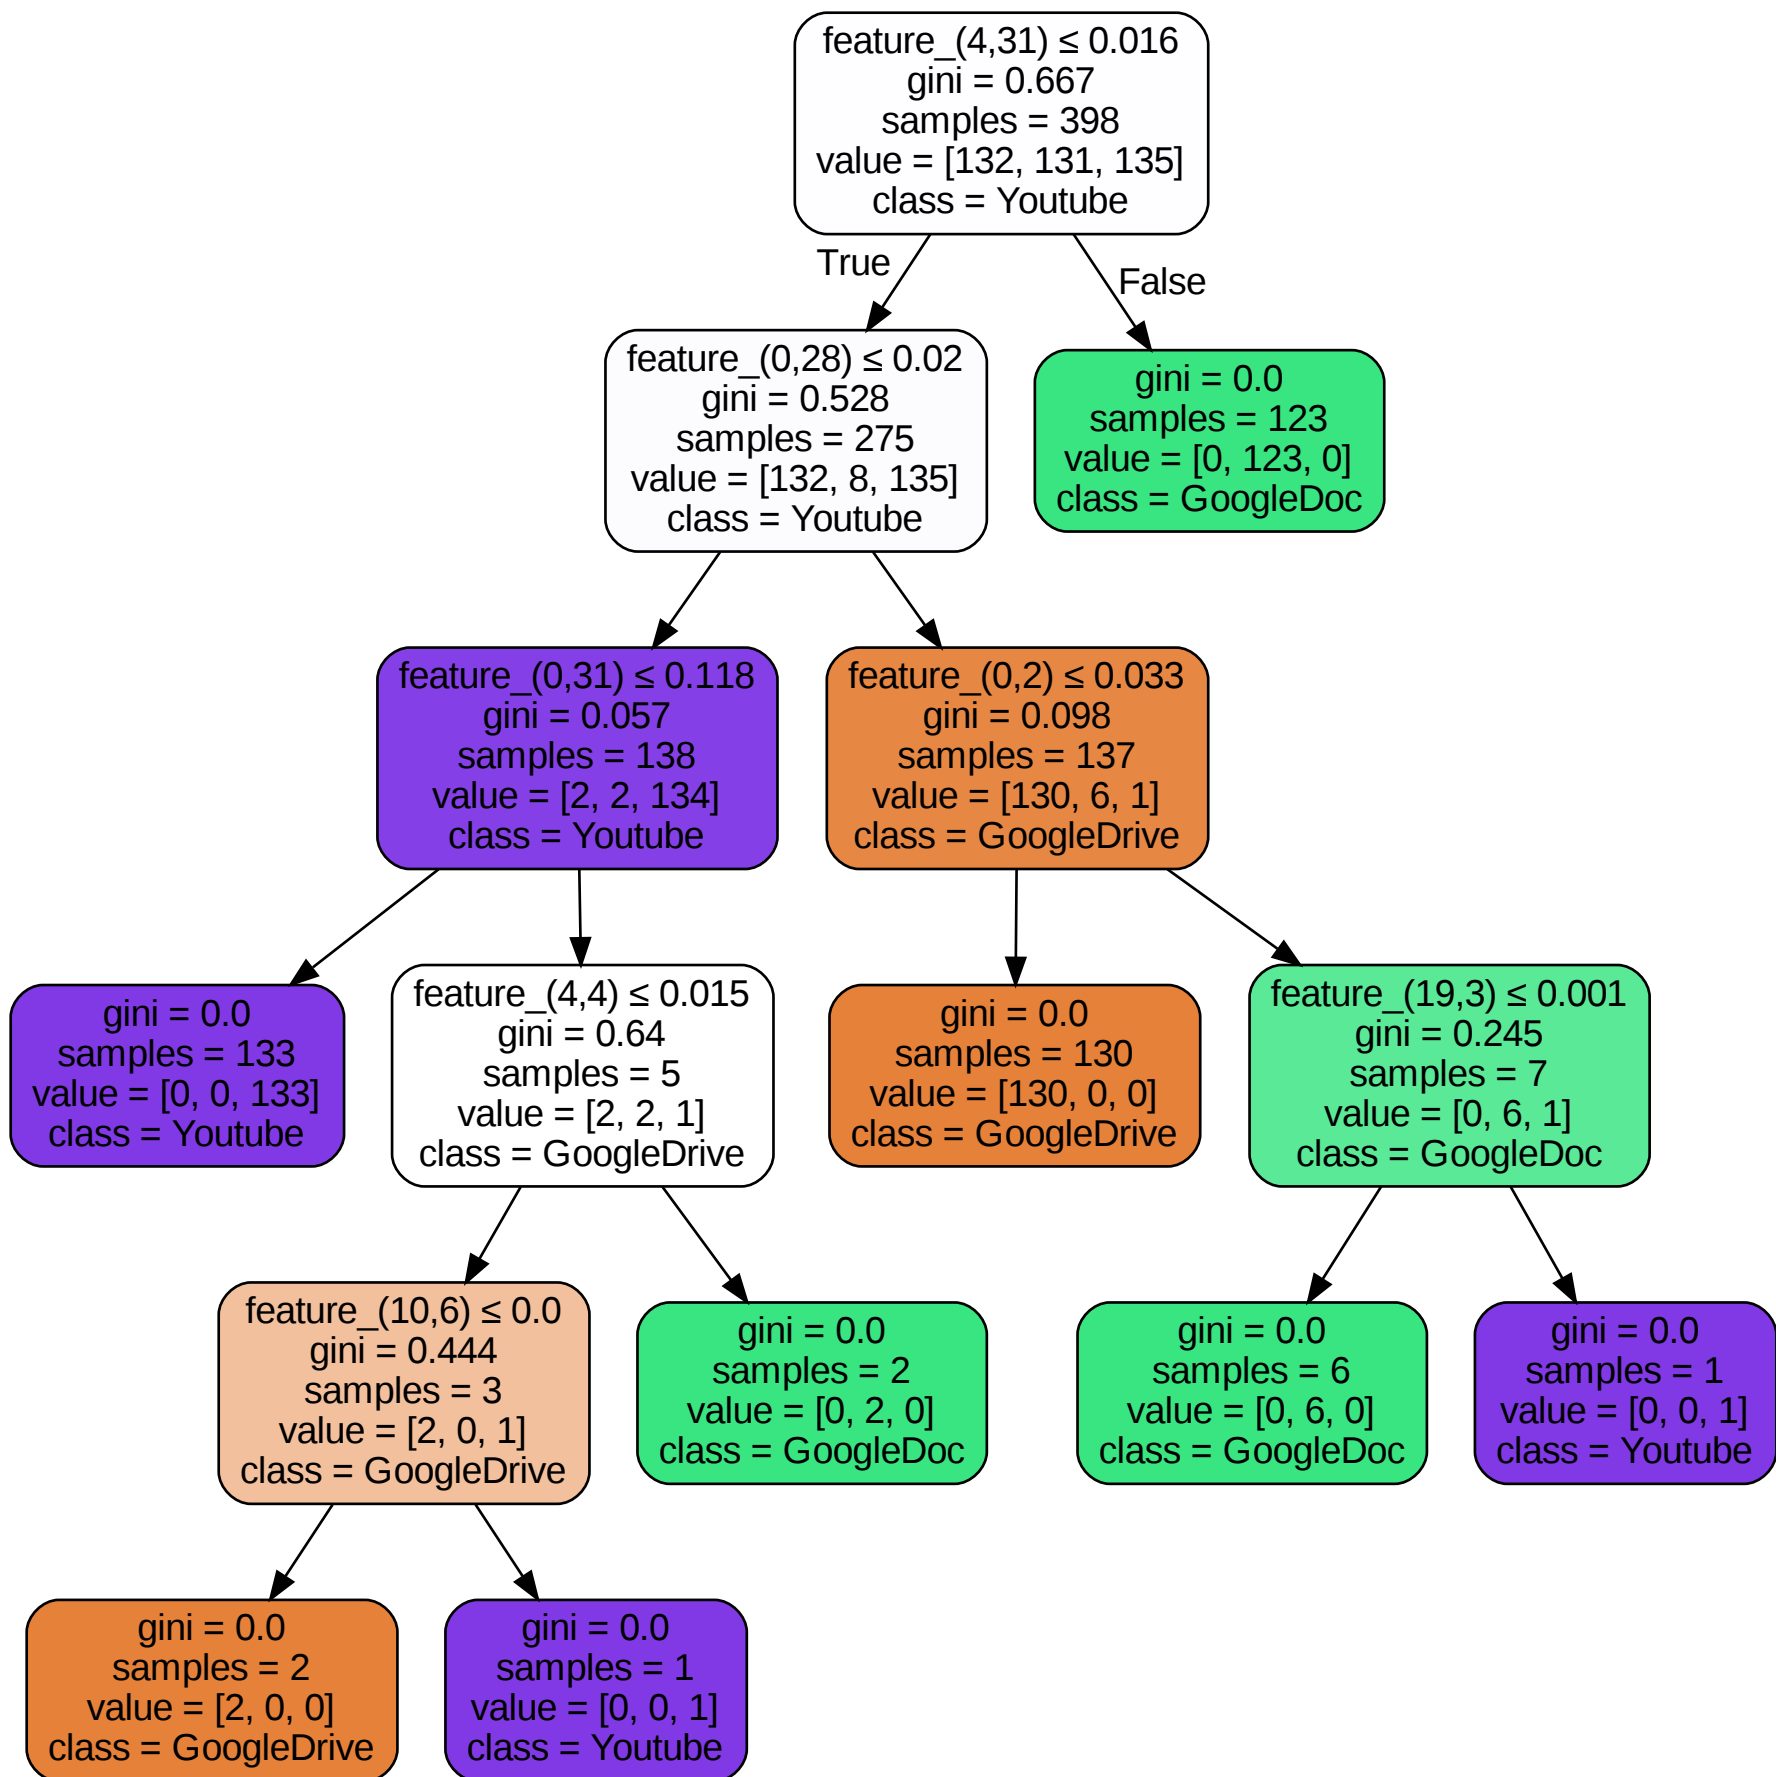 feature_(4,31) ≤ 0.016
gini = 0.667
samples = 398
value = [132, 131, 135]
class = Youtube
True
False
feature_(0,28) ≤ 0.02
gini = 0.528
samples = 275
value = [132, 8, 135]
class = Youtube
gini = 0.0
samples = 123
value = [0, 123, 0]
class = GoogleDoc
feature_(0,31) ≤ 0.118
gini = 0.057
samples = 138
value = [2, 2, 134]
class = Youtube
feature_(0,2) ≤ 0.033
gini = 0.098
samples = 137
value = [130, 6, 1]
class = GoogleDrive
gini = 0.0
samples = 133
value = [0, 0, 133]
class = Youtube
feature_(4,4) ≤ 0.015
gini = 0.64
samples = 5
value = [2, 2, 1]
class = GoogleDrive
gini = 0.0
samples = 130
value = [130, 0, 0]
class = GoogleDrive
feature_(19,3) ≤ 0.001
gini = 0.245
samples = 7
value = [0, 6, 1]
class = GoogleDoc
feature_(10,6) ≤ 0.0
gini = 0.444
samples = 3
value = [2, 0, 1]
class = GoogleDrive
gini = 0.0
samples = 2
value = [0, 2, 0]
class = GoogleDoc
gini = 0.0
samples = 6
value = [0, 6, 0]
class = GoogleDoc
gini = 0.0
samples = 1
value = [0, 0, 1]
class = Youtube
gini = 0.0
samples = 2
value = [2, 0, 0]
class = GoogleDrive
gini = 0.0
samples = 1
value = [0, 0, 1]
class = Youtube